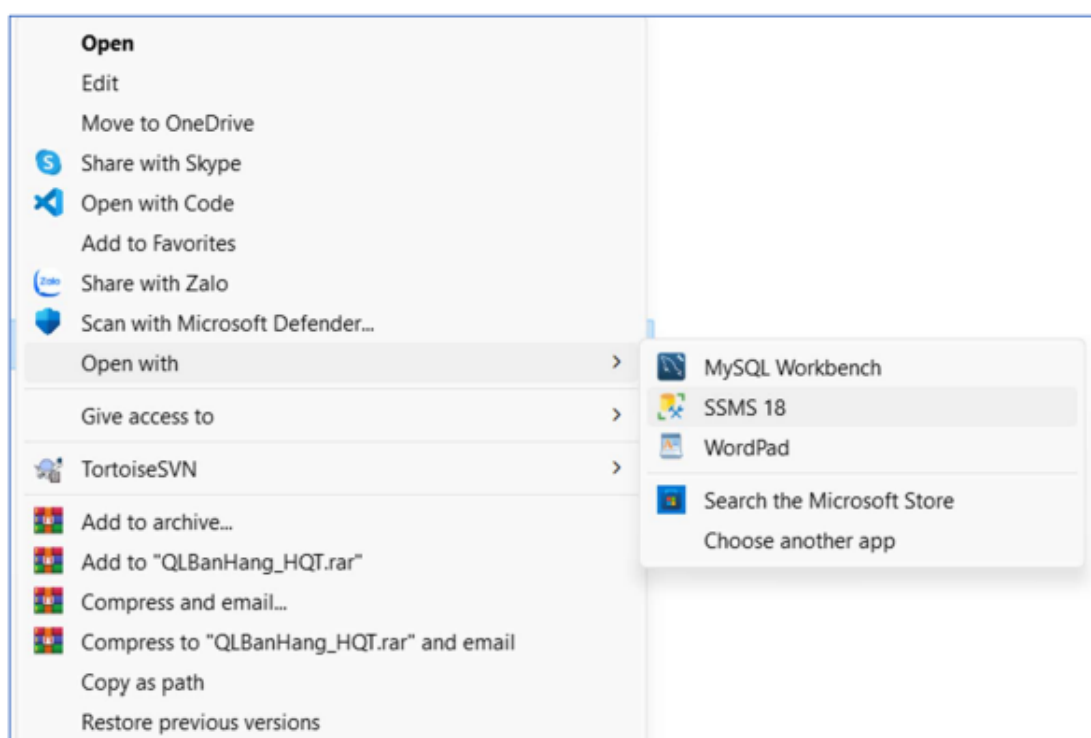 Open
Edit
Move to OneDrive
Share with Skype
Open with Code
Add to Favorites
Share with Zalo
Scan with Microsoft Defender...
Open with
Give access to
TortoiseSVN
Add to archive...
Add to "QLBanHang_HQT.rar"
Compress and email...
Compress to "QLBanHang_HQT.rar" and email
Copy as path
Restore previous versions
MySQL Workbench
SSMS 18
WordPad
Search the Microsoft Store
Choose another app